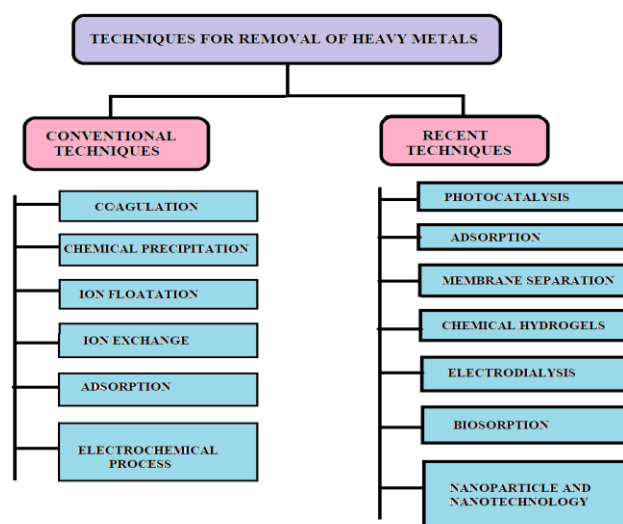 TECHNIQUES FOR REMOVAL OF HEAVY METALS
CONVENTIONAL
TECHNIQUES
COAGULATION
CHEMICAL PRECIPITATION
ION FLOATATION
ION EXCHANGE
ADSORPTION
ELECTROCHEMICAL
PROCESS
RECENT
TECHNIQUES
PHOTOCATALYSIS
ADSORPTION
MEMBRANE SEPARATION
CHEMICAL HYDROGELS
ELECTRODIALYSIS
BIOSORPTION
NANOPARTICLE AND
NANOTECHNOLOGY